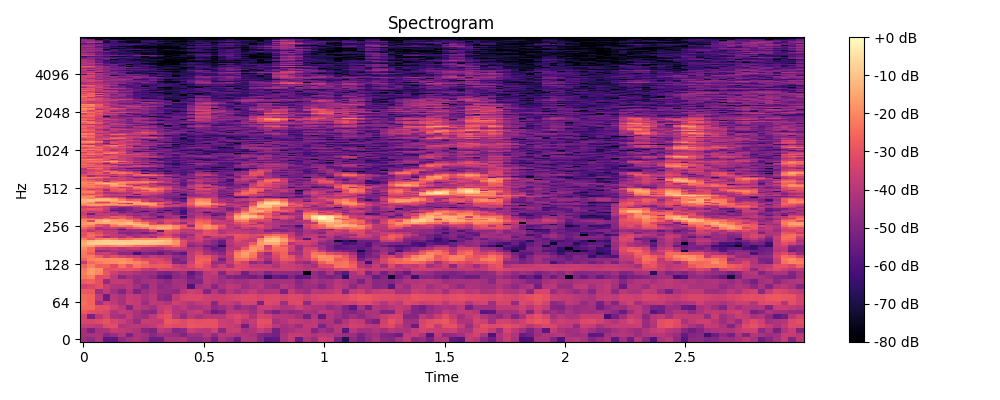 Spectrogram
Hz
4096
2048
1024
512
256
128
64
0
0 0.5 1 1.5 2 2.5
Time
+0 dB
-10 dB
-20 dB
-30 dB
-40 dB
-50 dB
-60 dB
-70 dB
-80 dB